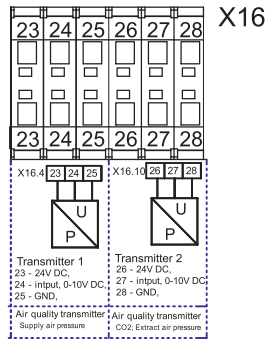 X16
23 24 25 26 27 28
23 24 25 26 27 28
X16.4 23 24 25
X16.10 26 27 28
U
P
U
P
Transmitter 1
23 - 24V DC,
24 - intput, 0-10V DC,
25 - GND,
Transmitter 2
26 - 24V DC,
27 - intput, 0-10V DC,
28 - GND,
Air quality transmitter
Supply air pressure
Air quality transmitter
CO2; Extract air pressure